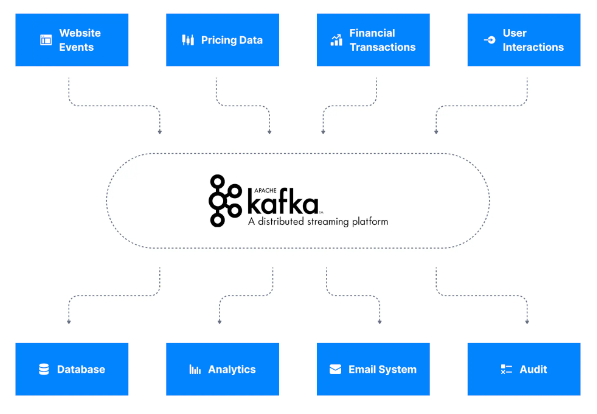 Website
Events
Pricing Data
Financial
Transactions
User
Interactions
APACHE
kafka
A distributed streaming platform
Database
Analytics
Email System
Audit